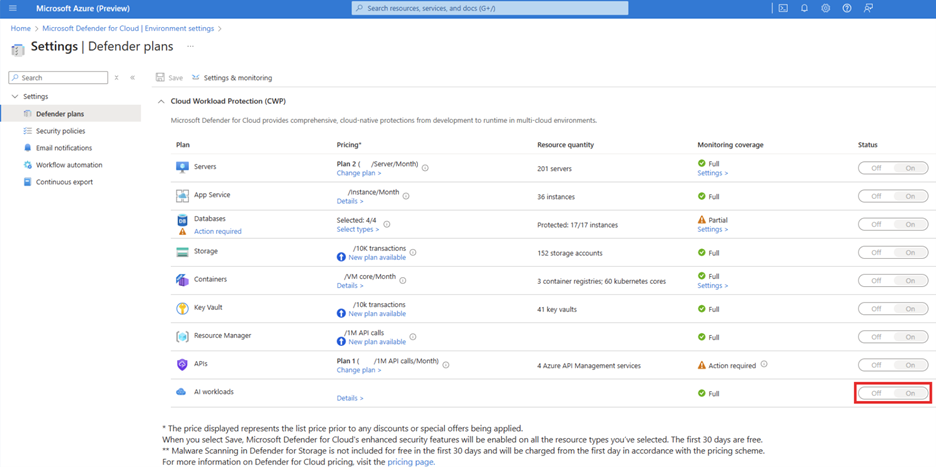 Microsoft Azure (Preview)
Search resources, services, and docs (G+/)
Home > Microsoft Defender for Cloud | Environment settings >
Settings | Defender plans ...
Search
Save Settings & monitoring
Settings
Defender plans
Security policies
Email notifications
Workflow automation
Continuous export
Cloud Workload Protection (CWP)
Microsoft Defender for Cloud provides comprehensive, cloud-native protections from development to runtime in multi-cloud environments.
Plan Pricing* Resource quantity Monitoring coverage Status
Servers Plan 2 ( /Server/Month) 201 servers Full Off On
Change plan > Settings >
App Service /Instance/Month 36 instances Full Off On
Details >
Databases Selected: 4/4 Protected: 17/17 instances Partial Off On
Action required Select types > Settings >
Storage /10K transactions 152 storage accounts Full Off On
New plan available
Containers /VM core/Month 3 container registries; 60 kubernetes cores Full Off On
Details > Settings >
Key Vault /10k transactions 41 key vaults Full Off On
New plan available
Resource Manager /1M API calls Full Off On
New plan available
APIs Plan 1 ( /1M API calls/Month) 4 Azure API Management services Action required Off On
Change plan >
AI workloads Full Off On
Details >
* The price displayed represents the list price prior to any discounts or special offers being applied.
When you select Save, Microsoft Defender for Cloud's enhanced security features will be enabled on all the resource types you've selected. The first 30 days are free.
** Malware Scanning in Defender for Storage is not included for free in the first 30 days and will be charged from the first day in accordance with the pricing scheme.
For more information on Defender for Cloud pricing, visit the pricing page.